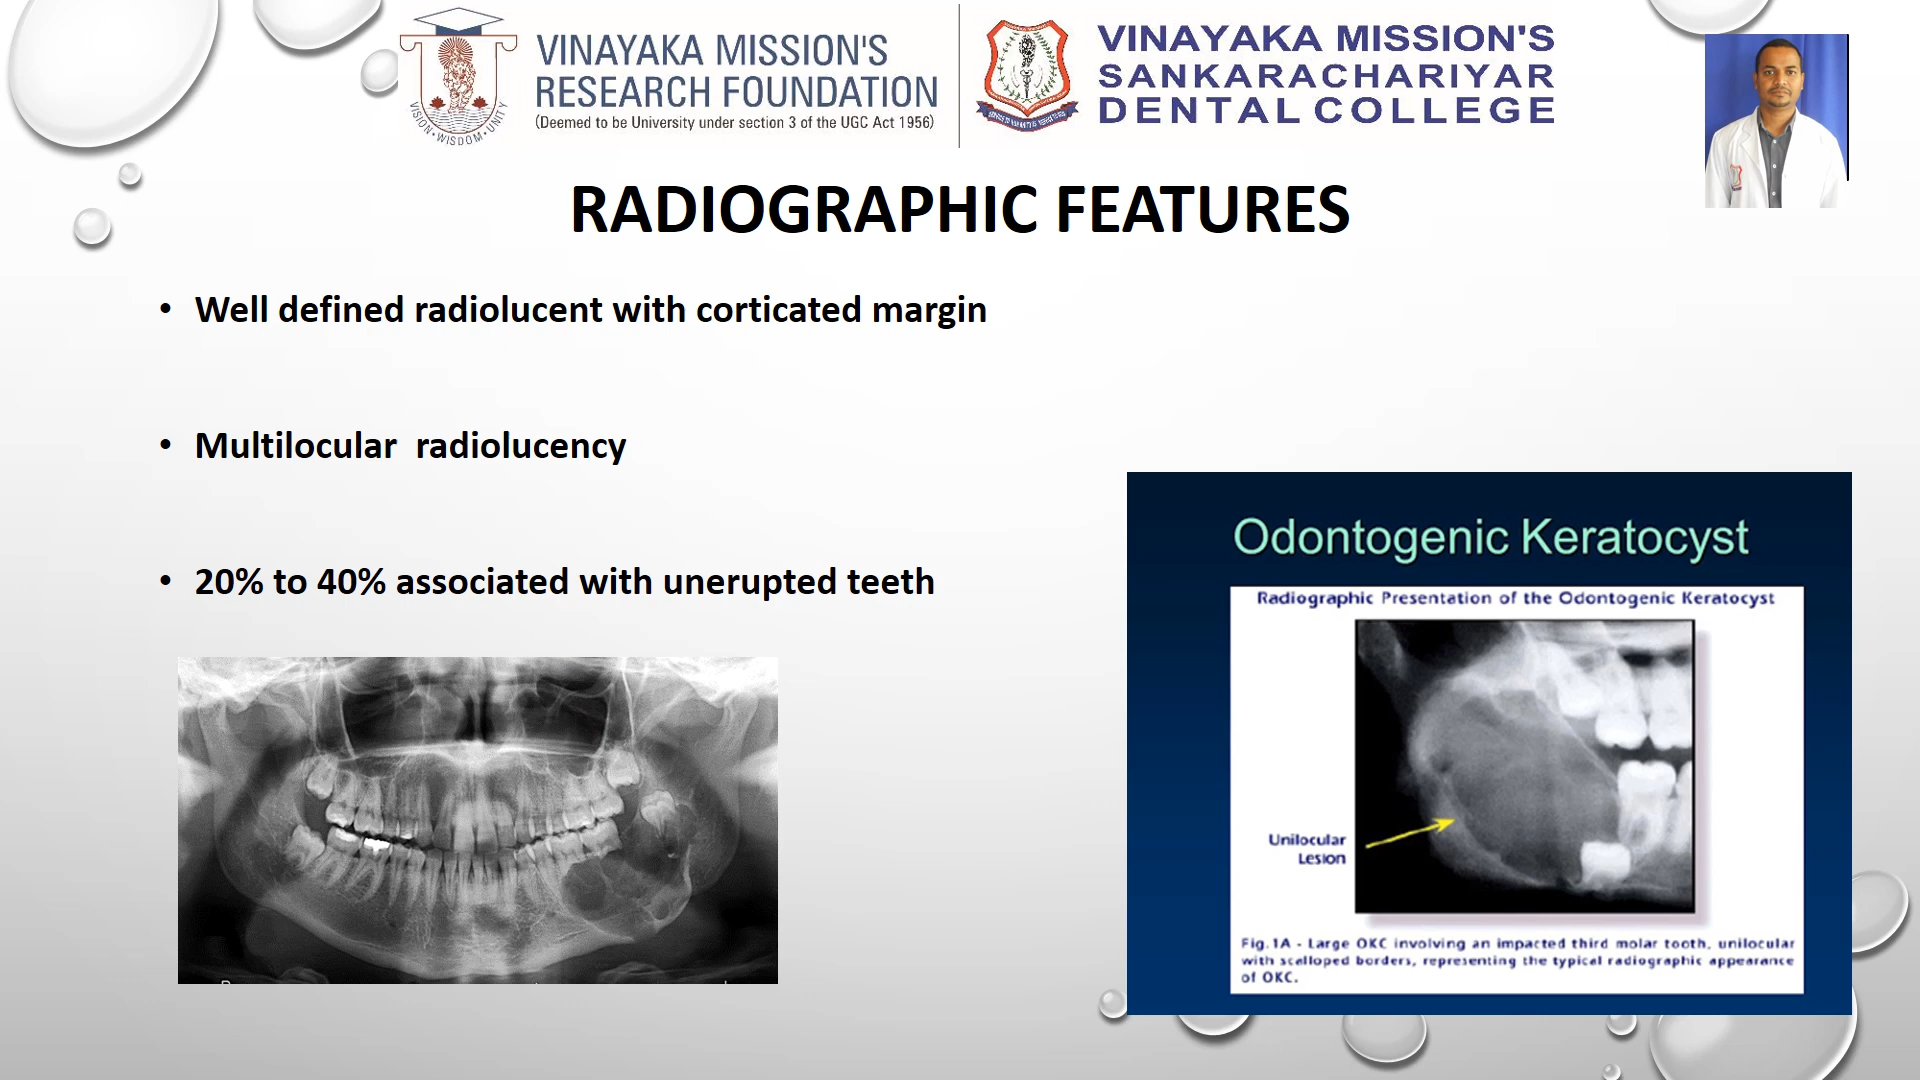 VINAYAKA MISSION'S
RESEARCH FOUNDATION
(Deemed to be University under section 3 of the UGC Act 1956)
VISION • WISDOM • UNITY
VINAYAKA MISSION'S
SANKARACHARIYAR
DENTAL COLLEGE
RADIOGRAPHIC FEATURES
• Well defined radiolucent with corticated margin
• Multilocular radiolucency
• 20% to 40% associated with unerupted teeth
Odontogenic Keratocyst
Radiographic Presentation of the Odontogenic Keratocyst
Unilocular
Lesion
Fig.1A - Large OKC involving an impacted third molar tooth, unilocular
with scalloped borders, representing the typical radiographic appearance
of OKC.